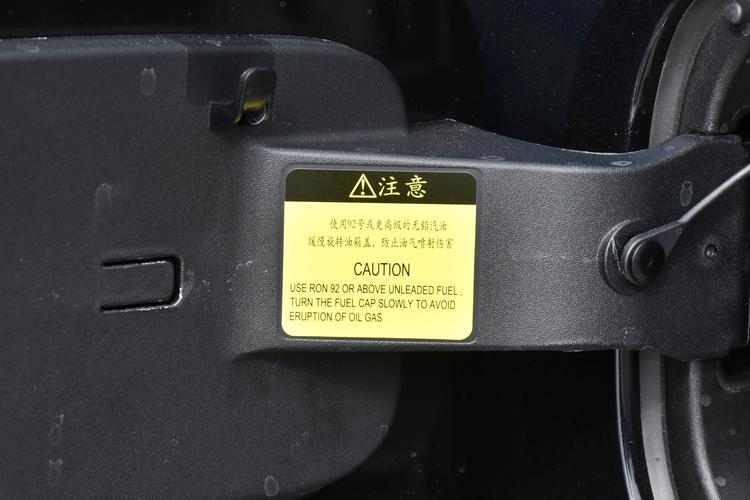 注意
使用92号或更高级的无铅汽油
缓慢旋转油箱盖，防止油气喷射伤害
CAUTION
USE RON 92 OR ABOVE UNLEADED FUEL,
TURN THE FUEL CAP SLOWLY TO AVOID
ERUPTION OF OIL GAS